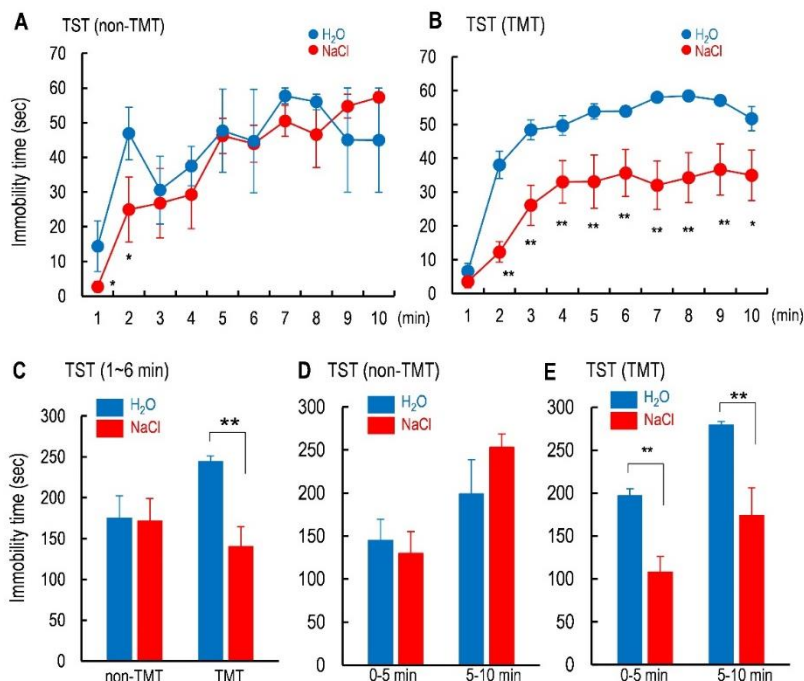 A TST (non-TMT)
H₂O
NaCl
Immobility time (sec)
70
60
50
40
30
20
10
0
*
*
1 2 3 4 5 6 7 8 9 10 (min)
B TST (TMT)
H₂O
NaCl
70
60
50
40
30
20
10
0
** ** ** ** ** ** ** ** *
1 2 3 4 5 6 7 8 9 10 (min)
C TST (1~6 min)
H₂O
NaCl
Immobility time (sec)
300
250
200
150
100
50
0
**
non-TMT TMT
D TST (non-TMT)
H₂O
NaCl
300
250
200
150
100
50
0
0-5 min 5-10 min
E TST (TMT)
H₂O
NaCl
300
250
200
150
100
50
0
**
**
0-5 min 5-10 min